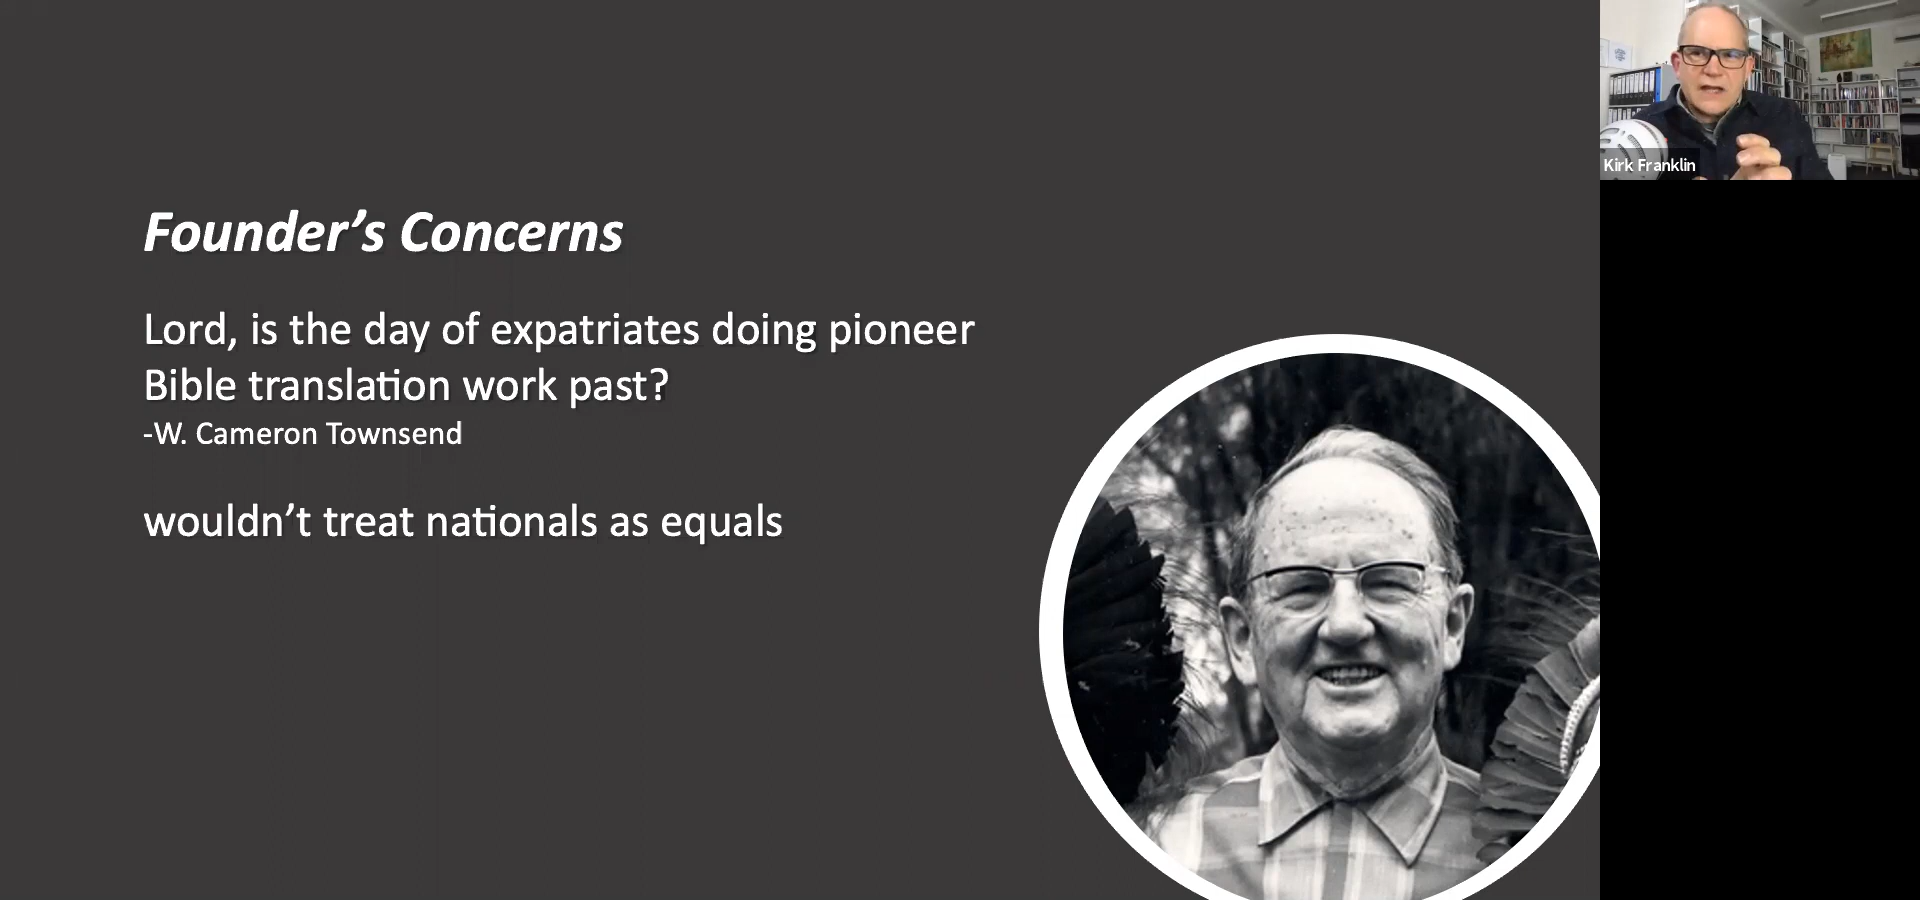 Founder’s Concerns
Lord, is the day of expatriates doing pioneer
Bible translation work past?
-W. Cameron Townsend
wouldn’t treat nationals as equals
Kirk Franklin